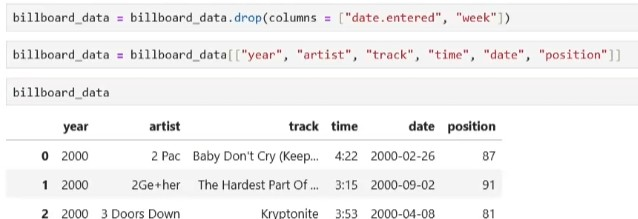 billboard_data = billboard_data.drop(columns = ["date.entered", "week"])
billboard_data = billboard_data[["year", "artist", "track", "time", "date", "position"]]
billboard_data
year artist track time date position
0 2000 2 Pac Baby Don't Cry (Keep... 4:22 2000-02-26 87
1 2000 2Ge+her The Hardest Part Of ... 3:15 2000-09-02 91
2 2000 3 Doors Down Kryptonite 3:53 2000-04-08 81